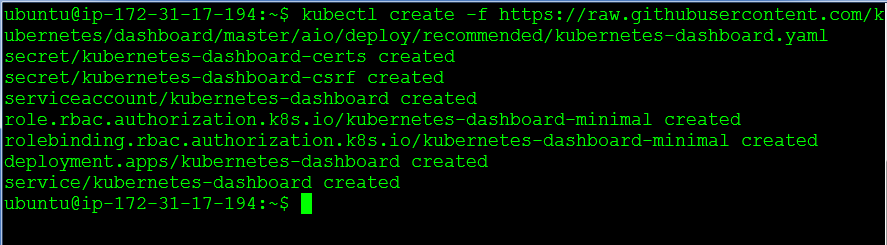 ubuntu@ip-172-31-17-194:~$ kubectl create -f https://raw.githubusercontent.com/k
ubernetes/dashboard/master/aio/deploy/recommended/kubernetes-dashboard.yaml
secret/kubernetes-dashboard-certs created
secret/kubernetes-dashboard-csrf created
serviceaccount/kubernetes-dashboard created
role.rbac.authorization.k8s.io/kubernetes-dashboard-minimal created
rolebinding.rbac.authorization.k8s.io/kubernetes-dashboard-minimal created
deployment.apps/kubernetes-dashboard created
service/kubernetes-dashboard created
ubuntu@ip-172-31-17-194:~$